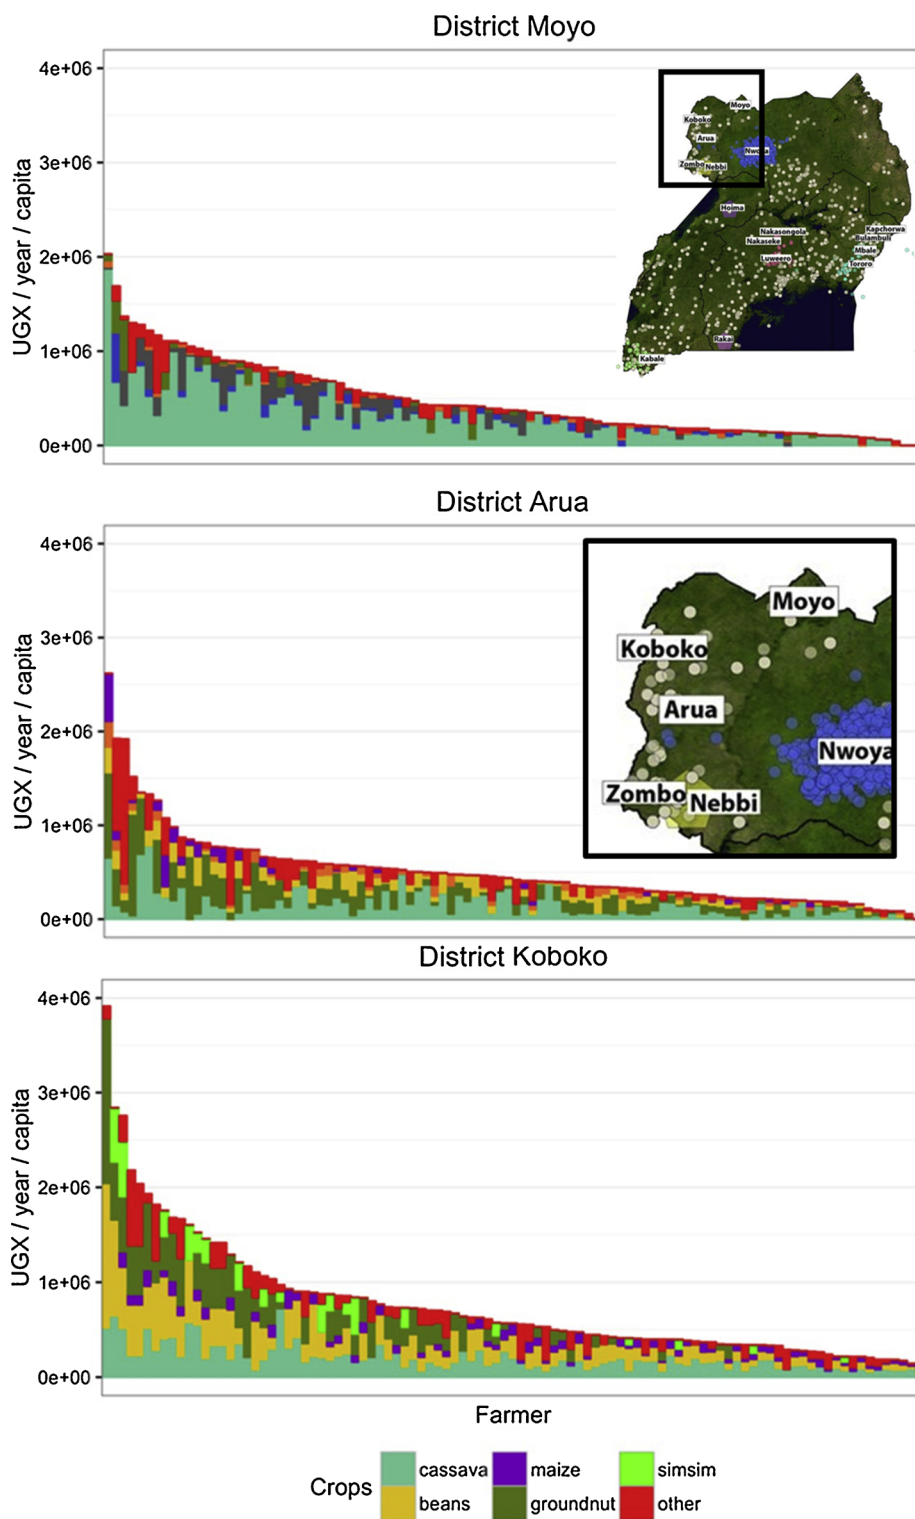 District Moyo
4e+06
3e+06
2e+06
1e+06
0e+00
UGX / year / capita
Moyo
Koboko
Arua
Zombo
Nebbi
Nwoya
Hoima
Nakasongola
Nakaseke
Luweero
Kapchorwa
Bulambuli
Mbale
Tororo
Rakai
Kabale
District Arua
4e+06
3e+06
2e+06
1e+06
0e+00
UGX / year / capita
Moyo
Koboko
Arua
Nwoya
Zombo
Nebbi
District Koboko
4e+06
3e+06
2e+06
1e+06
0e+00
UGX / year / capita
Farmer
Crops
cassava maize simsim
beans groundnut other